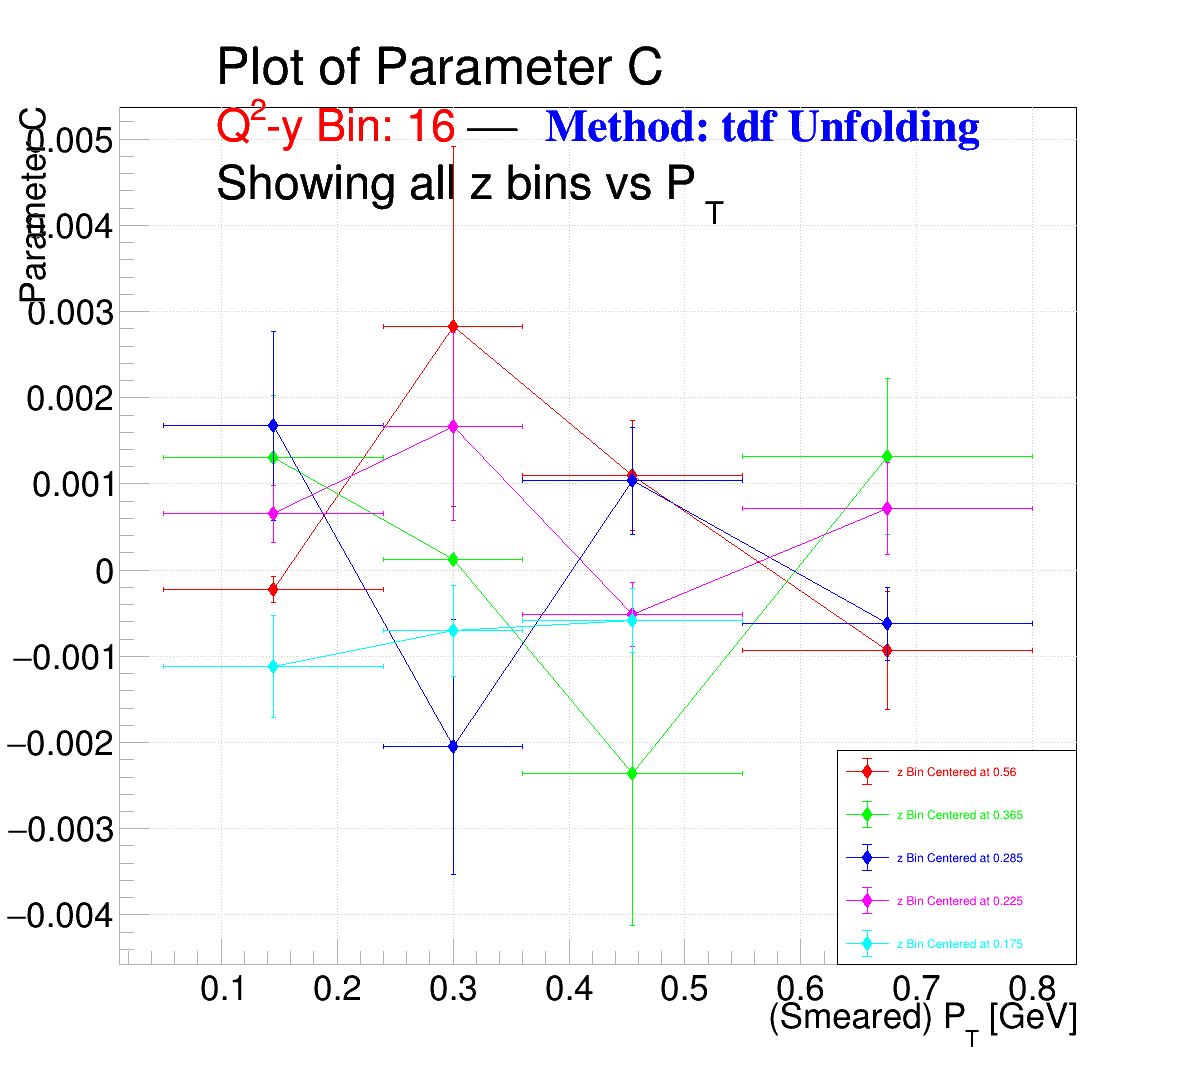 Plot of Parameter C
Q²-y Bin: 16 — Method: tdf Unfolding
Showing all z bins vs P_T
Parameter C
0.005
0.004
0.003
0.002
0.001
0
−0.001
−0.002
−0.003
−0.004
z Bin Centered at 0.56
z Bin Centered at 0.365
z Bin Centered at 0.285
z Bin Centered at 0.225
z Bin Centered at 0.175
0.1 0.2 0.3 0.4 0.5 0.6 0.7 0.8
(Smeared) P_T [GeV]